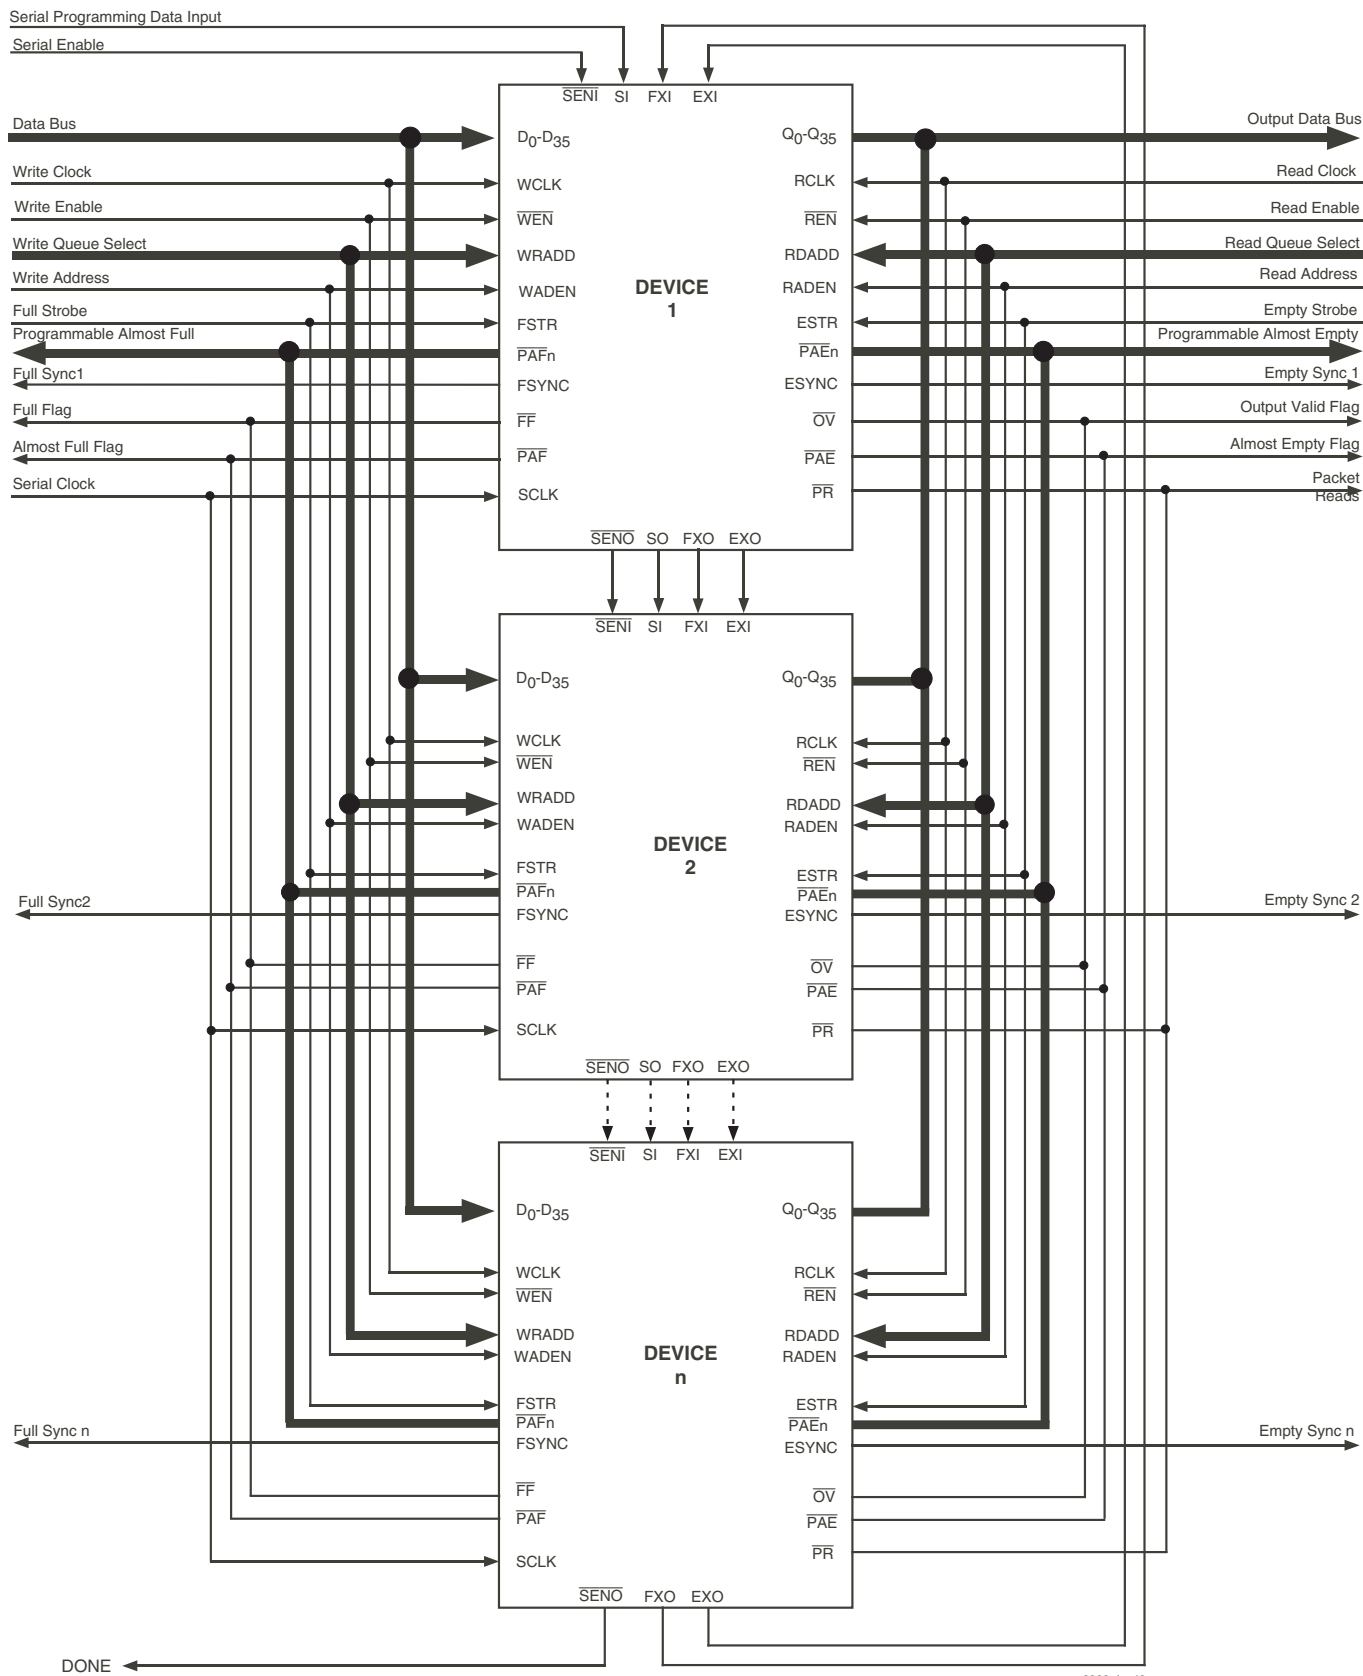 Serial Programming Data Input
Serial Enable
SENI SI FXI EXI
Data Bus D0-D35 Q0-Q35 Output Data Bus
Write Clock WCLK RCLK Read Clock
Write Enable WEN REN Read Enable
Write Queue Select WRADD RDADD Read Queue Select
Write Address WADEN RADEN Read Address
DEVICE
1
Full Strobe FSTR ESTR Empty Strobe
Programmable Almost Full PAFn PAEn Programmable Almost Empty
Full Sync1 FSYNC ESYNC Empty Sync 1
Full Flag FF OV Output Valid Flag
Almost Full Flag PAF PAE Almost Empty Flag
Serial Clock SCLK PR Packet
Reads
SENO SO FXO EXO
SENI SI FXI EXI
D0-D35 Q0-Q35
WCLK RCLK
WEN REN
WRADD RDADD
WADEN RADEN
DEVICE
2
FSTR ESTR
PAFn PAEn
Full Sync2 FSYNC ESYNC Empty Sync 2
FF OV
PAF PAE
SCLK PR
SENO SO FXO EXO
SENI SI FXI EXI
D0-D35 Q0-Q35
WCLK RCLK
WEN REN
WRADD RDADD
WADEN RADEN
DEVICE
n
FSTR ESTR
PAFn PAEn
Full Sync n FSYNC ESYNC Empty Sync n
FF OV
PAF PAE
SCLK PR
SENO FXO EXO
DONE